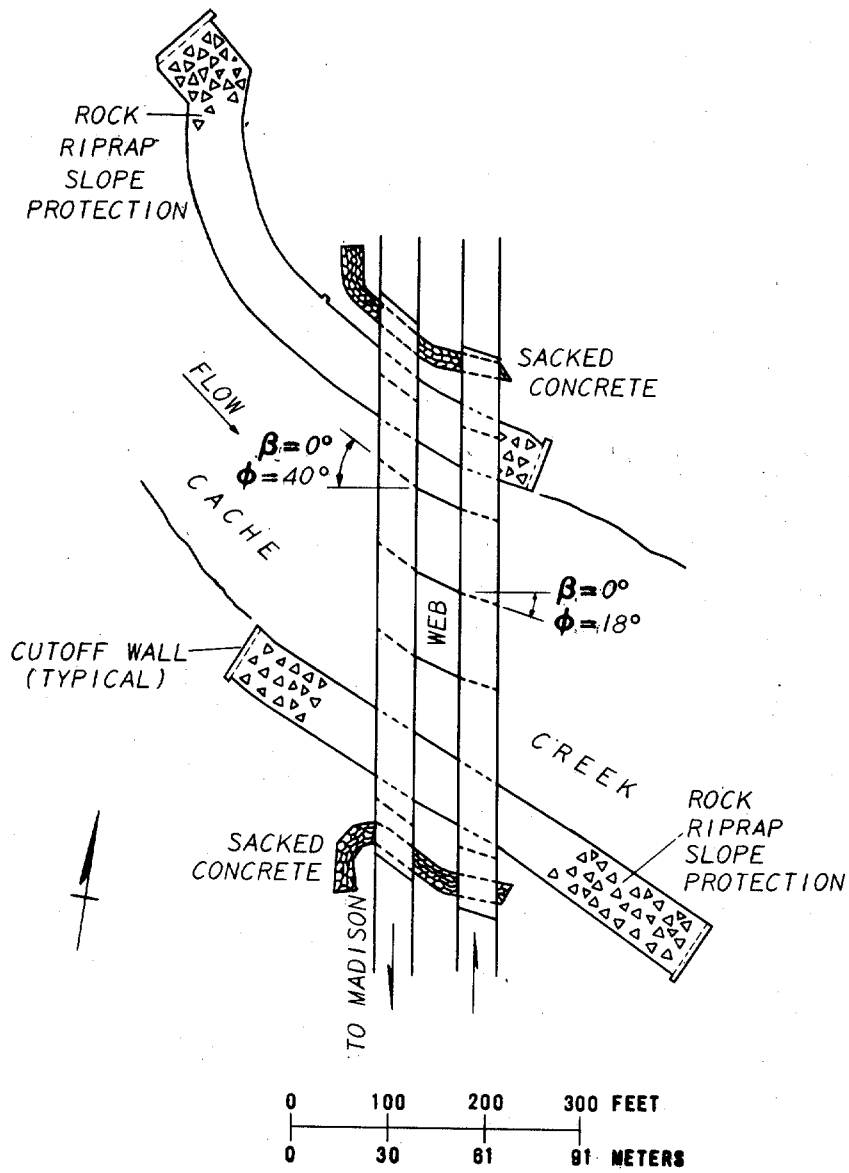 ROCK
RIPRAP
SLOPE
PROTECTION
SACKED
CONCRETE
FLOW
β=0°
ϕ=40°
CACHE
WEB
β=0°
ϕ=18°
CUTOFF WALL
(TYPICAL)
CREEK
ROCK
RIPRAP
SLOPE
PROTECTION
SACKED
CONCRETE
TO MADISON
0 100 200 300 FEET
0 30 61 91 METERS